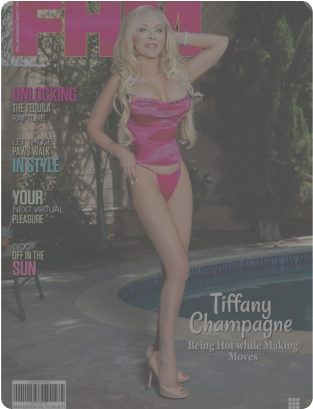 FHM
UNLOCKING
THE TEQUILA
RAPTURE
LET THOSE
PAWS WALK
IN STYLE
YOUR
NEXT VIRTUAL
PLEASURE
GOOF
OFF IN THE
SUN
Tiffany
Champagne
Being Hot while Making
Moves